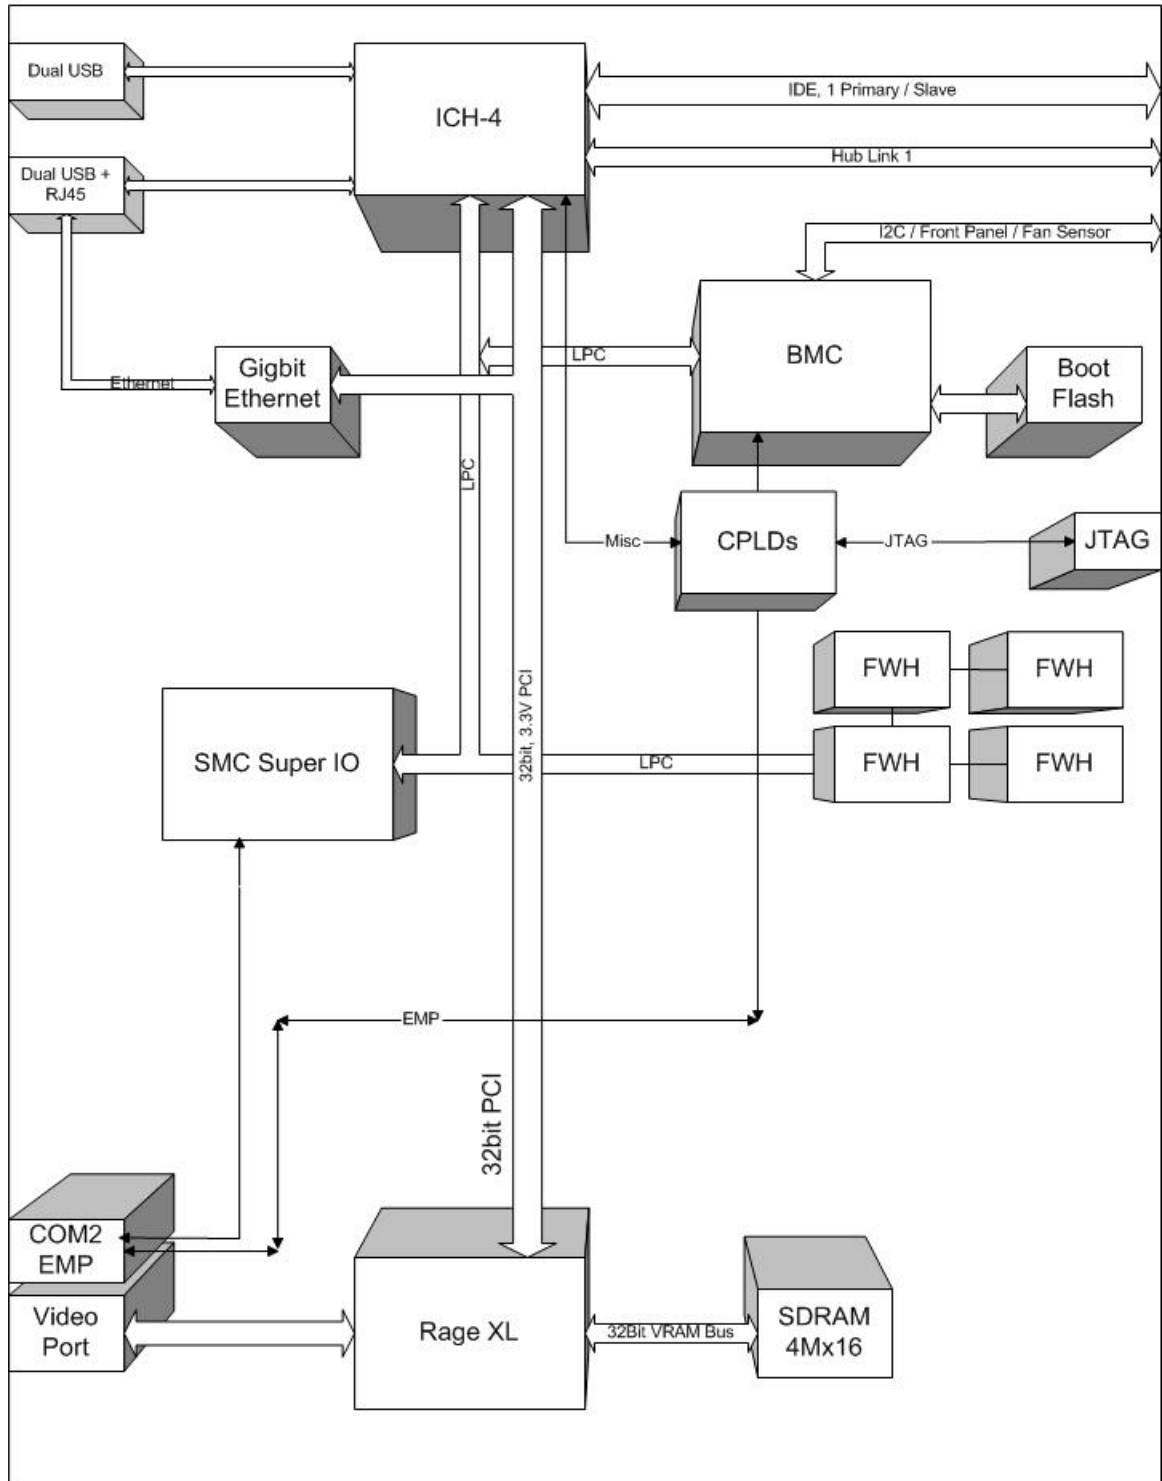 Dual USB
ICH-4
IDE, 1 Primary / Slave
Hub Link 1
Dual USB +
RJ45
I2C / Front Panel / Fan Sensor
BMC
LPC
Boot
Flash
Gigbit
Ethernet
Ethernet
LPC
Misc
CPLDs
JTAG
JTAG
FWH
FWH
32bit, 3.3V PCI
SMC Super IO
LPC
FWH
FWH
EMP
32bit PCI
COM2
EMP
Video
Port
Rage XL
32Bit VRAM Bus
SDRAM
4Mx16